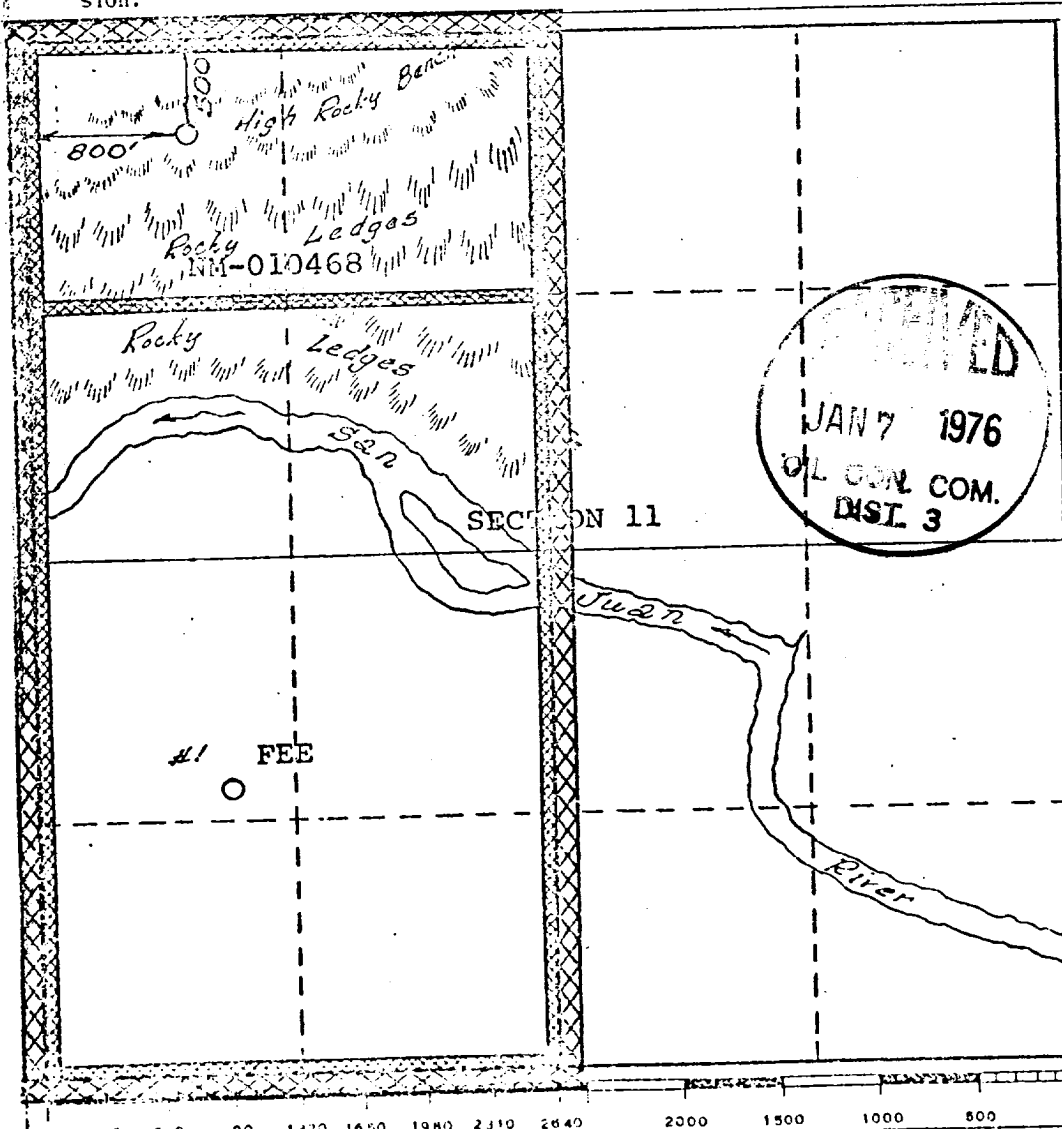 sion.
500
High Rocky Bench
800'
Rocky Ledges
NM-010468
Rocky Ledges
San
JAN 7 1976
OIL CON. COM.
DIST. 3
SECTION 11
Juan
#1 FEE
River
1320 1650 1980 2310 2640 2000 1500 1000 500